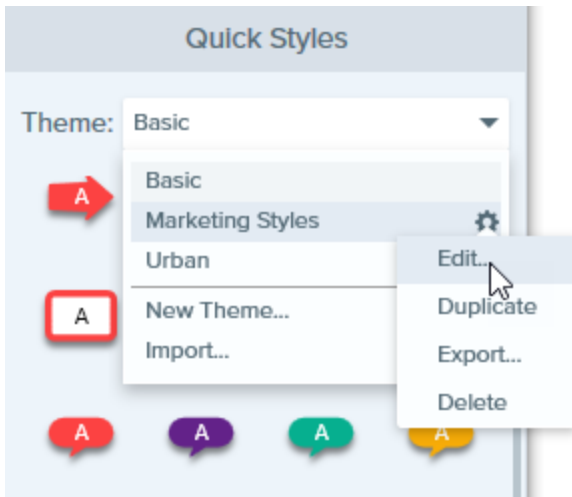 Quick Styles
Theme: Basic
A
Basic
Marketing Styles
Urban
New Theme...
Import...
Edit...
Duplicate
Export...
Delete
A
A
A
A
A